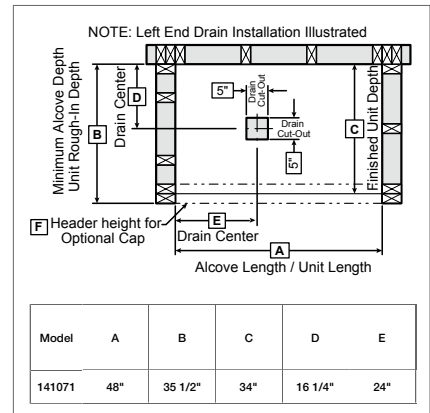 NOTE: Left End Drain Installation Illustrated
Minimum Alcove Depth
Unit Rough-In Depth
B
Drain Center
D
5"
Drain
Cut-Out
Drain
Cut-Out
5"
C
Finished Unit Depth
F Header height for
Optional Cap
E
Drain Center
A
Alcove Length / Unit Length
Model A B C D E
141071 48" 35 1/2" 34" 16 1/4" 24"